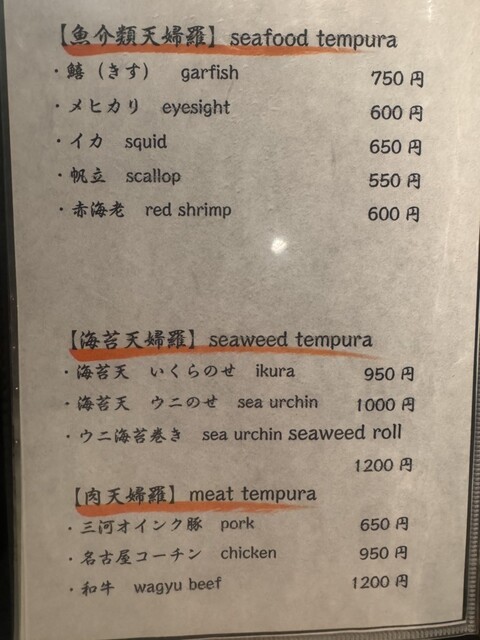 【魚介類天婦羅】seafood tempura
・鱚（きす） garfish 750円
・メヒカリ eyesight 600円
・イカ squid 650円
・帆立 scallop 550円
・赤海老 red shrimp 600円
【海苔天婦羅】seaweed tempura
・海苔天 いくらのせ ikura 950円
・海苔天 ウニのせ sea urchin 1000円
・ウニ海苔巻き sea urchin seaweed roll
1200円
【肉天婦羅】meat tempura
・三河オインク豚 pork 650円
・名古屋コーチン chicken 950円
・和牛 wagyu beef 1200円